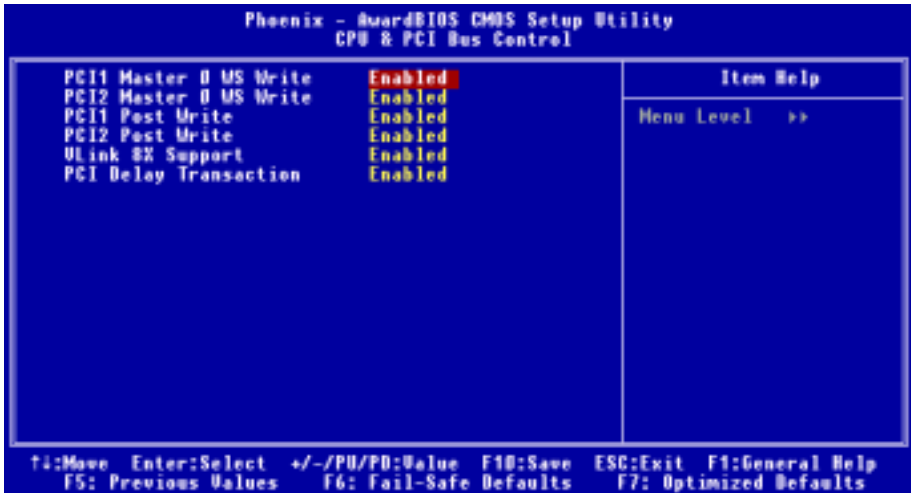 Phoenix - AwardBIOS CMOS Setup Utility
CPU & PCI Bus Control
PCI1 Master 0 WS Write Enabled
PCI2 Master 0 WS Write Enabled
PCI1 Post Write Enabled
PCI2 Post Write Enabled
VLink 8X Support Enabled
PCI Delay Transaction Enabled
Item Help
Menu Level ▸▸
↑↓:Move Enter:Select +/-/PU/PD:Value F10:Save ESC:Exit F1:General Help
F5: Previous Values F6: Fail-Safe Defaults F7: Optimized Defaults